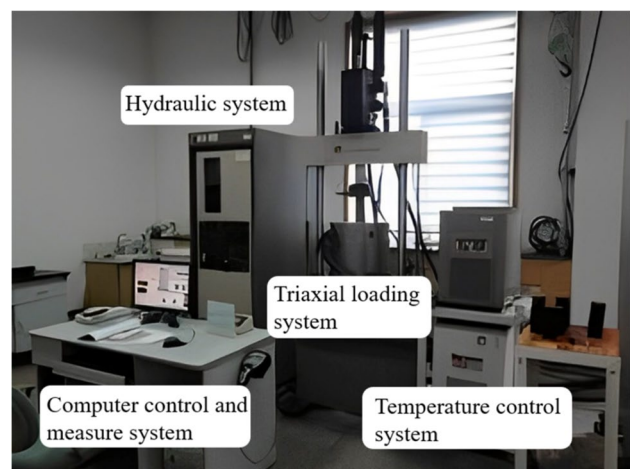 Hydraulic system
Triaxial loading
system
Computer control and
measure system
Temperature control
system